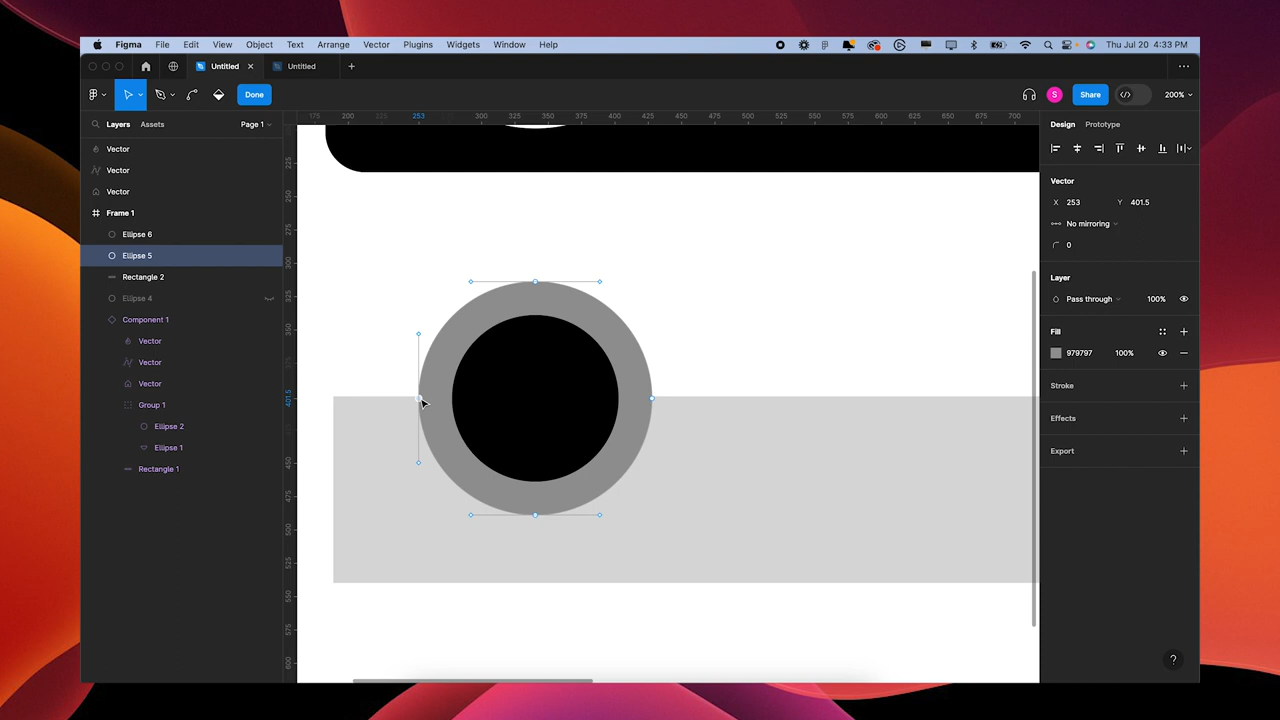 Figma File Edit View Object Text Arrange Vector Plugins Widgets Window Help Thu Jul 20 4:33 PM
Untitled Untitled
Done S Share 200%
Layers Assets Page 1
175 200 253 300 325 350 375 400 425 450 475 500 525 550 575 600 625 650 675 700
Design Prototype
Vector
Vector
Vector
Frame 1
Ellipse 6
Ellipse 5
Rectangle 2
Ellipse 4
Component 1
Vector
Vector
Vector
Group 1
Ellipse 2
Ellipse 1
Rectangle 1
225
250
275
300
325
350
401.5
450
475
500
525
550
575
600
Vector
X 253 Y 401.5
No mirroring
0
Layer
Pass through 100%
Fill
979797 100%
Stroke
Effects
Export
?